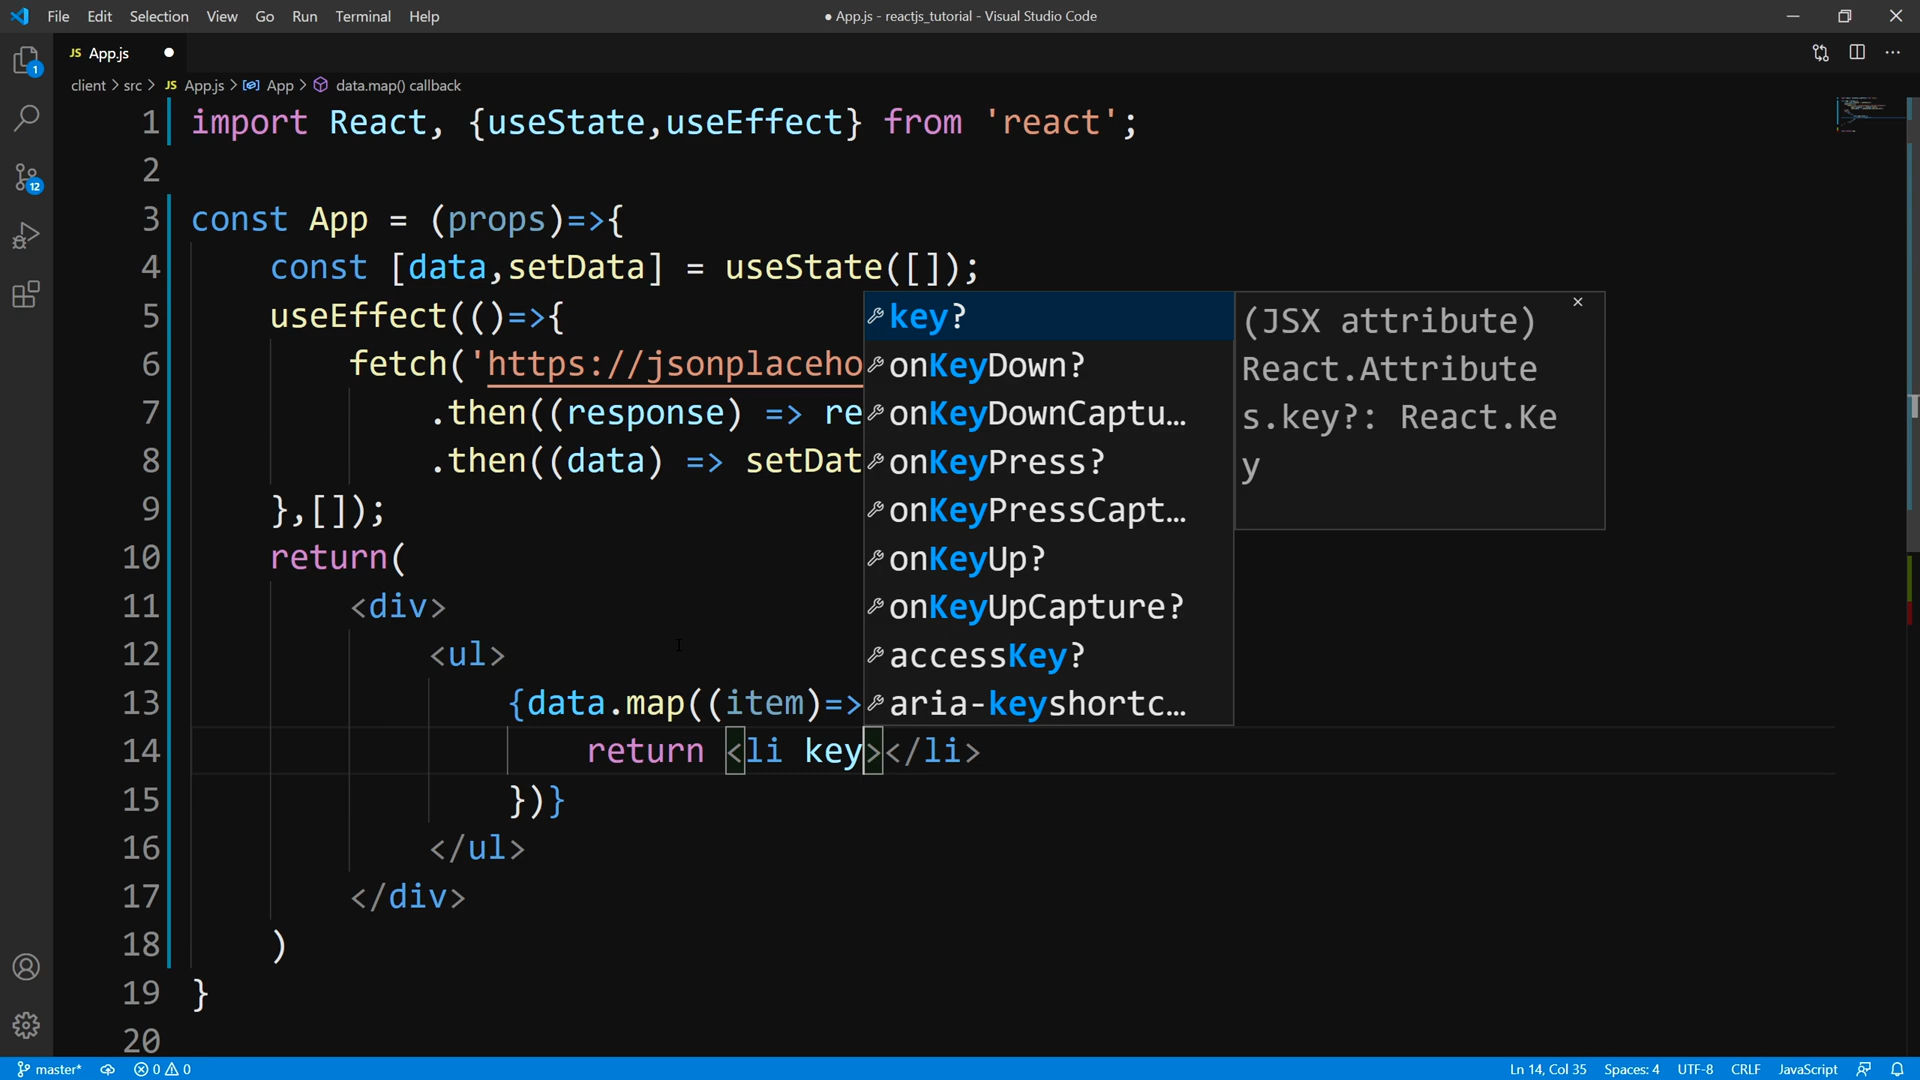 File Edit Selection View Go Run Terminal Help
● App.js - reactjs_tutorial - Visual Studio Code
JS App.js ●
client > src > JS App.js > App > data.map() callback
1 import React, {useState,useEffect} from 'react';
2
3 const App = (props)=>{
4 const [data,setData] = useState([]);
5 useEffect(()=>{
6 fetch('https://jsonplaceho
7 .then((response) => re
8 .then((data) => setDat
9 },[]);
10 return(
11 <div>
12 <ul>
13 {data.map((item)=>
14 return <li key></li>
15 })}
16 </ul>
17 </div>
18 )
19 }
20
key?
onKeyDown?
onKeyDownCaptu…
onKeyPress?
onKeyPressCapt…
onKeyUp?
onKeyUpCapture?
accessKey?
aria-keyshortc…
(JSX attribute)
React.Attribute
s.key?: React.Ke
y
1
12
master* 0 0 Ln 14, Col 35 Spaces: 4 UTF-8 CRLF JavaScript